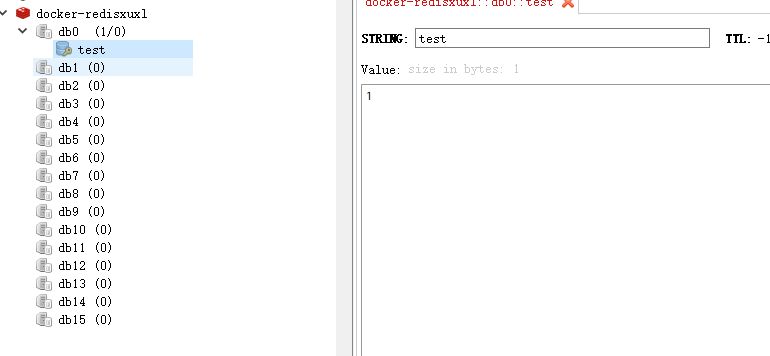 docker-redisxuxl
db0 (1/0)
test
db1 (0)
db2 (0)
db3 (0)
db4 (0)
db5 (0)
db6 (0)
db7 (0)
db8 (0)
db9 (0)
db10 (0)
db11 (0)
db12 (0)
db13 (0)
db14 (0)
db15 (0)
docker-redisxuxl::db0::test
STRING: test TTL: -1
Value: size in bytes: 1
1